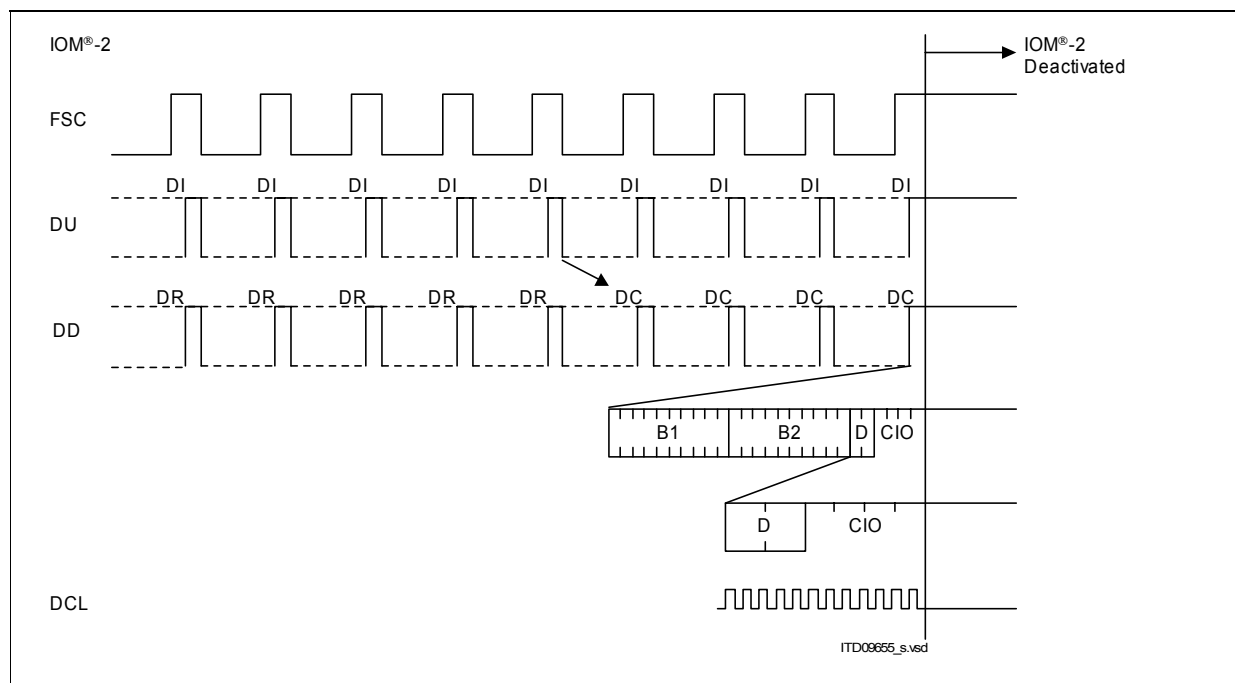 IOM®-2
IOM®-2
Deactivated
FSC
DI DI DI DI DI DI DI DI DI
DU
DR DR DR DR DR DC DC DC DC
DD
B1 B2 D CIO
D CIO
DCL
ITD09655_s.vsd